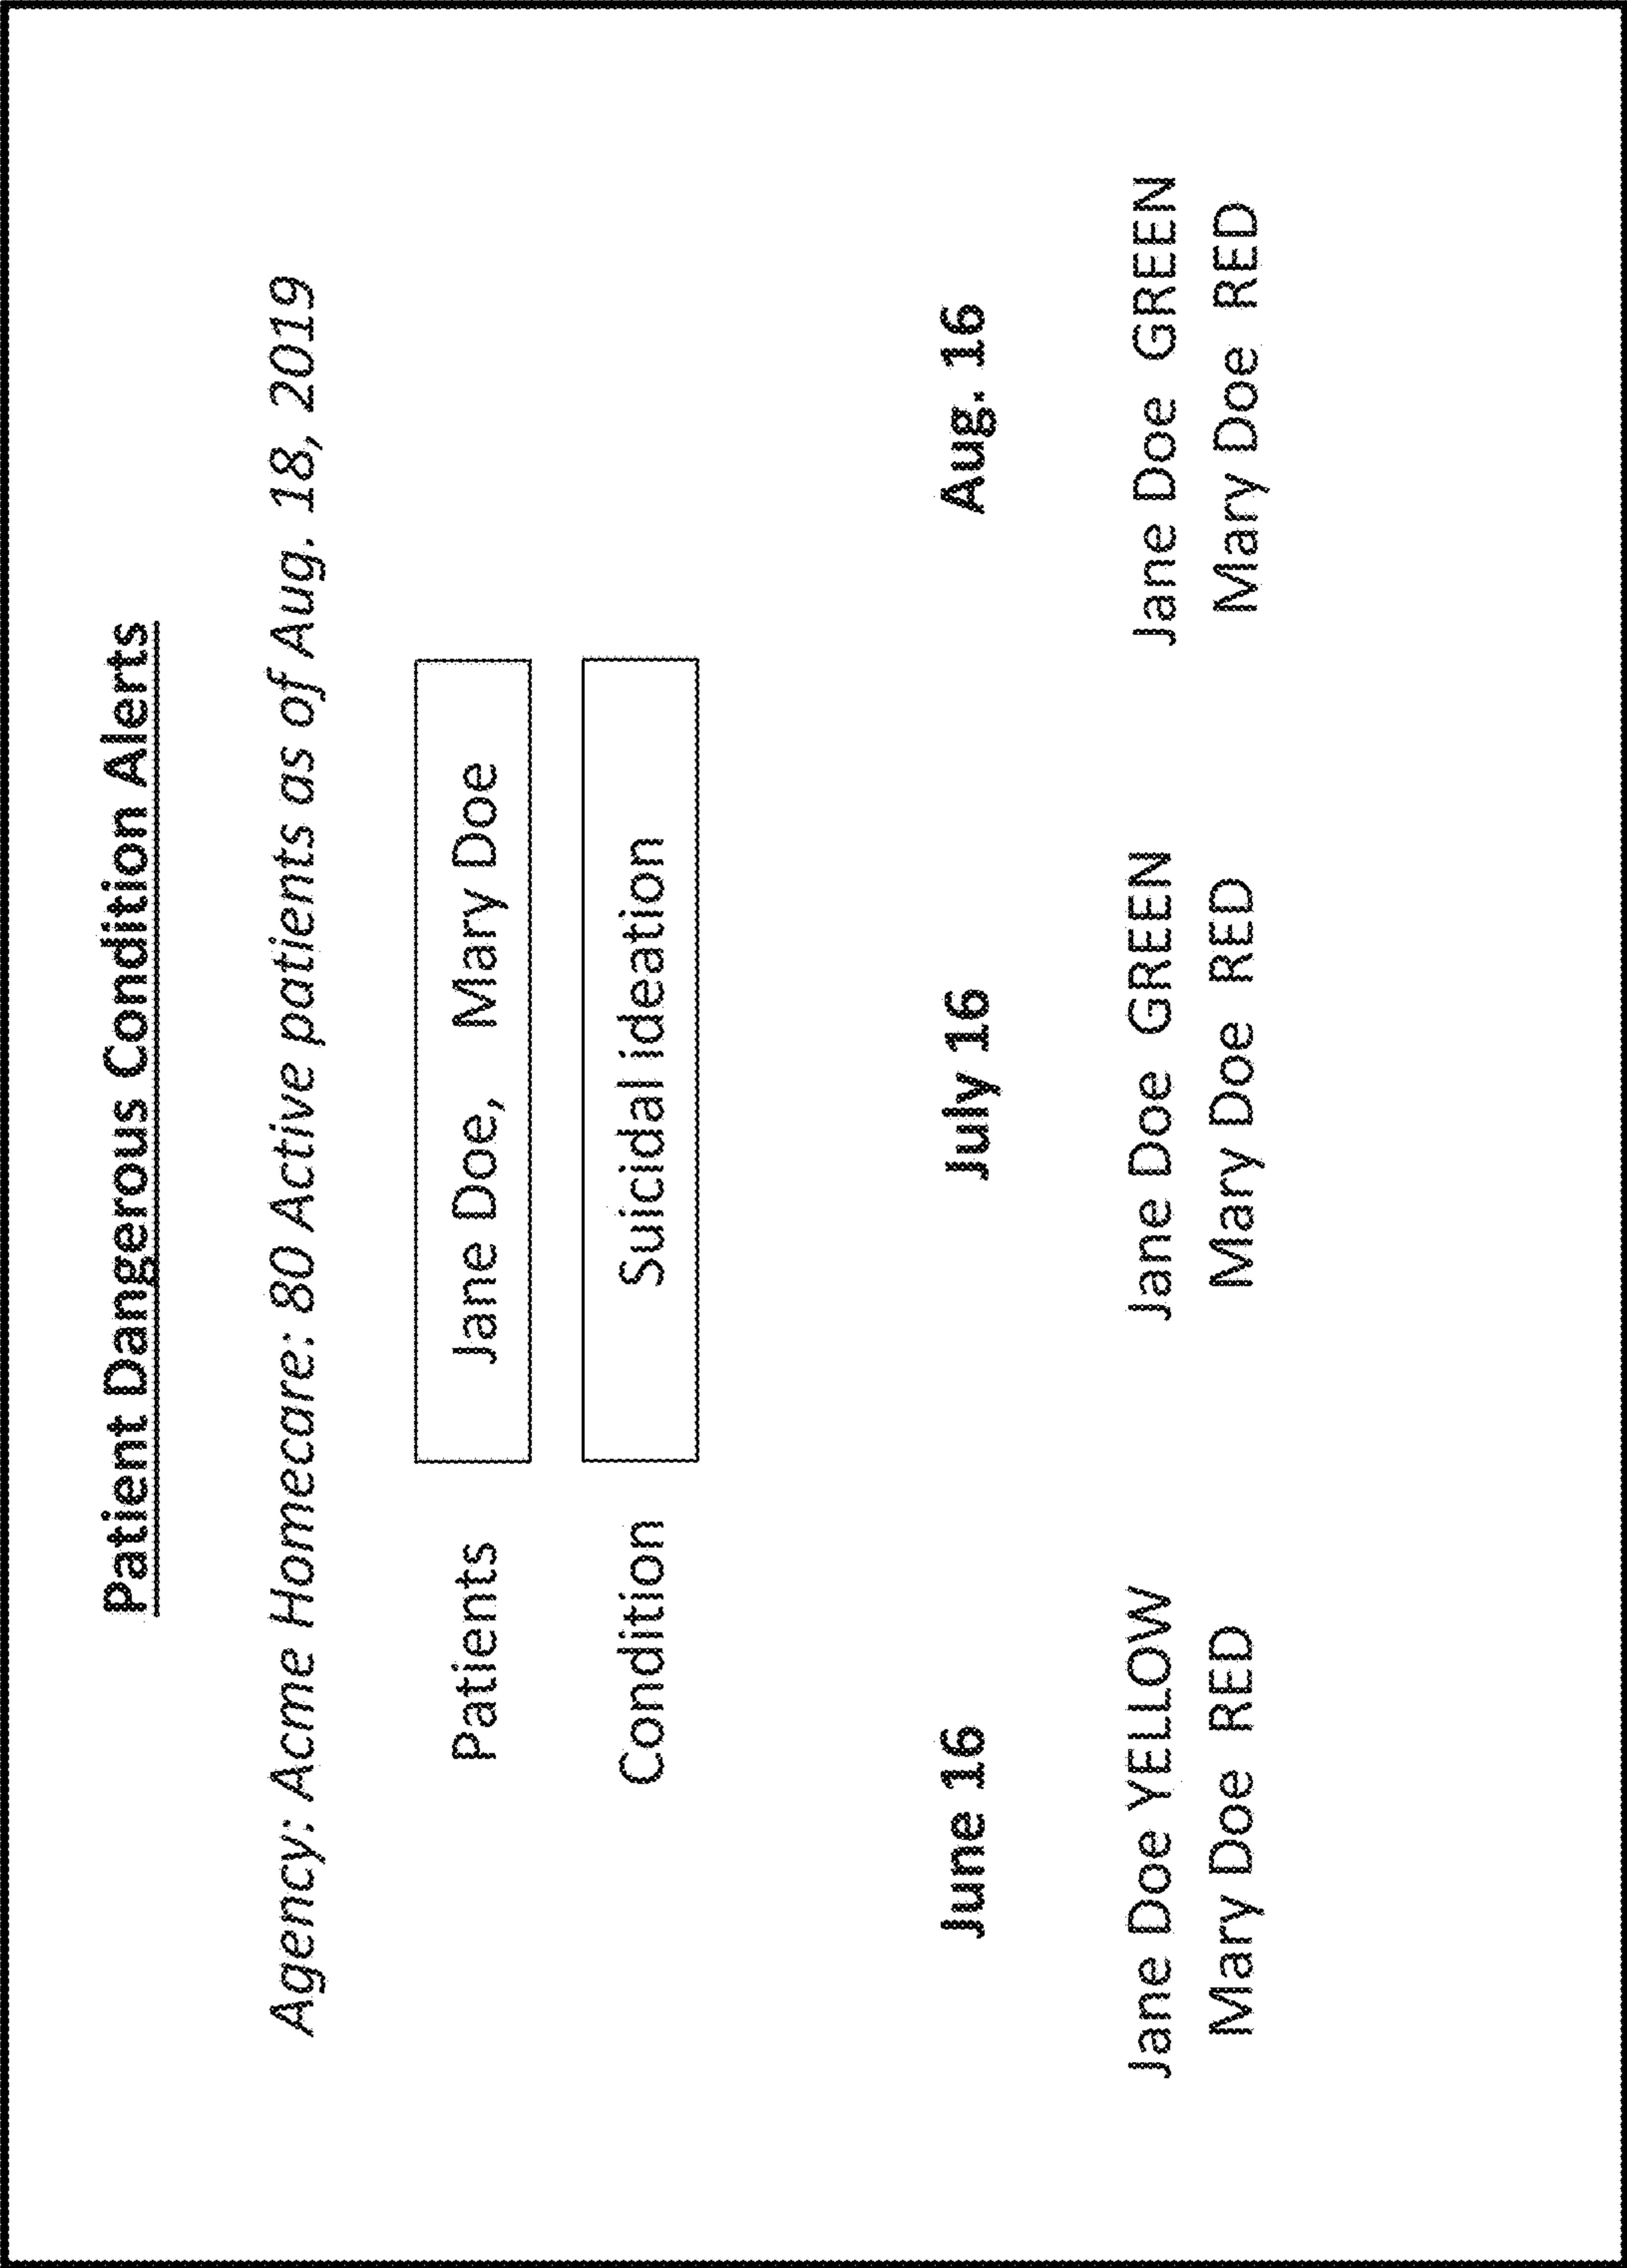 Patient Dangerous Condition Alerts
Agency: Acme Homecare: 80 Active patients as of Aug. 18, 2019
Patients Jane Doe, Mary Doe
Condition Suicidal ideation
June 16 July 16 Aug. 16
Jane Doe YELLOW Jane Doe GREEN Jane Doe GREEN
Mary Doe RED Mary Doe RED Mary Doe RED